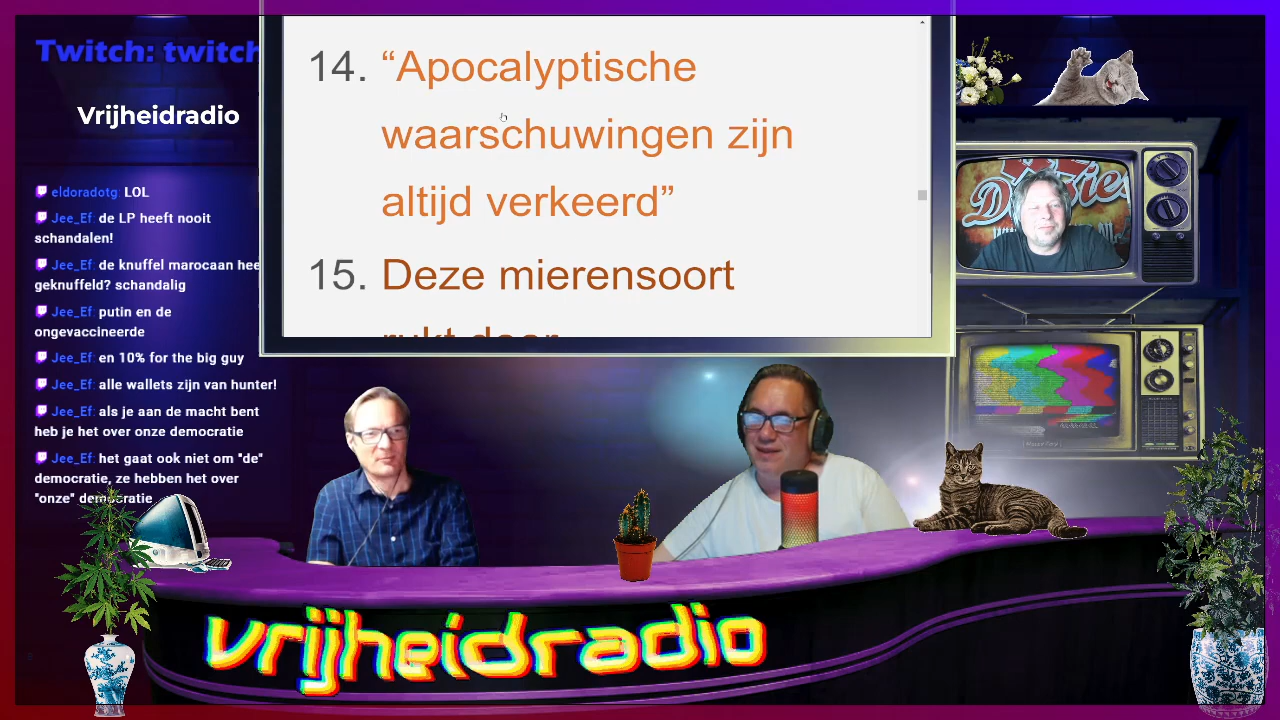 Twitch: twitch
Vrijheidradio
eldoradotg: LOL
Jee_Ef: de LP heeft nooit
schandalen!
Jee_Ef: de knuffel marocaan hee
geknuffeld? schandalig
Jee_Ef: putin en de
ongevaccineerde
Jee_Ef: en 10% for the big guy
Jee_Ef: alle wallets zijn van hunter!
Jee_Ef: als je aan de macht bent
heb je het over onze democratie
Jee_Ef: het gaat ook niet om "de"
democratie, ze hebben het over
"onze" democratie
14. “Apocalyptische
waarschuwingen zijn
altijd verkeerd”
15. Deze mierensoort
rukt door
vrijheidradio